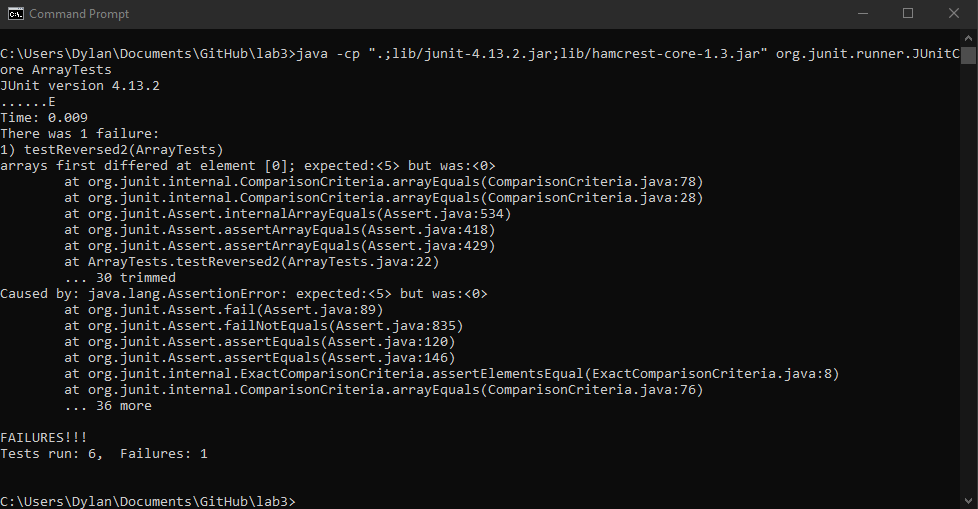 Command Prompt
C:\Users\Dylan\Documents\GitHub\lab3>java -cp ".;lib/junit-4.13.2.jar;lib/hamcrest-core-1.3.jar" org.junit.runner.JUnitC
ore ArrayTests
JUnit version 4.13.2
......E
Time: 0.009
There was 1 failure:
1) testReversed2(ArrayTests)
arrays first differed at element [0]; expected:<5> but was:<0>
        at org.junit.internal.ComparisonCriteria.arrayEquals(ComparisonCriteria.java:78)
        at org.junit.internal.ComparisonCriteria.arrayEquals(ComparisonCriteria.java:28)
        at org.junit.Assert.internalArrayEquals(Assert.java:534)
        at org.junit.Assert.assertArrayEquals(Assert.java:418)
        at org.junit.Assert.assertArrayEquals(Assert.java:429)
        at ArrayTests.testReversed2(ArrayTests.java:22)
        ... 30 trimmed
Caused by: java.lang.AssertionError: expected:<5> but was:<0>
        at org.junit.Assert.fail(Assert.java:89)
        at org.junit.Assert.failNotEquals(Assert.java:835)
        at org.junit.Assert.assertEquals(Assert.java:120)
        at org.junit.Assert.assertEquals(Assert.java:146)
        at org.junit.internal.ExactComparisonCriteria.assertElementsEqual(ExactComparisonCriteria.java:8)
        at org.junit.internal.ComparisonCriteria.arrayEquals(ComparisonCriteria.java:76)
        ... 36 more
FAILURES!!!
Tests run: 6,  Failures: 1
C:\Users\Dylan\Documents\GitHub\lab3>